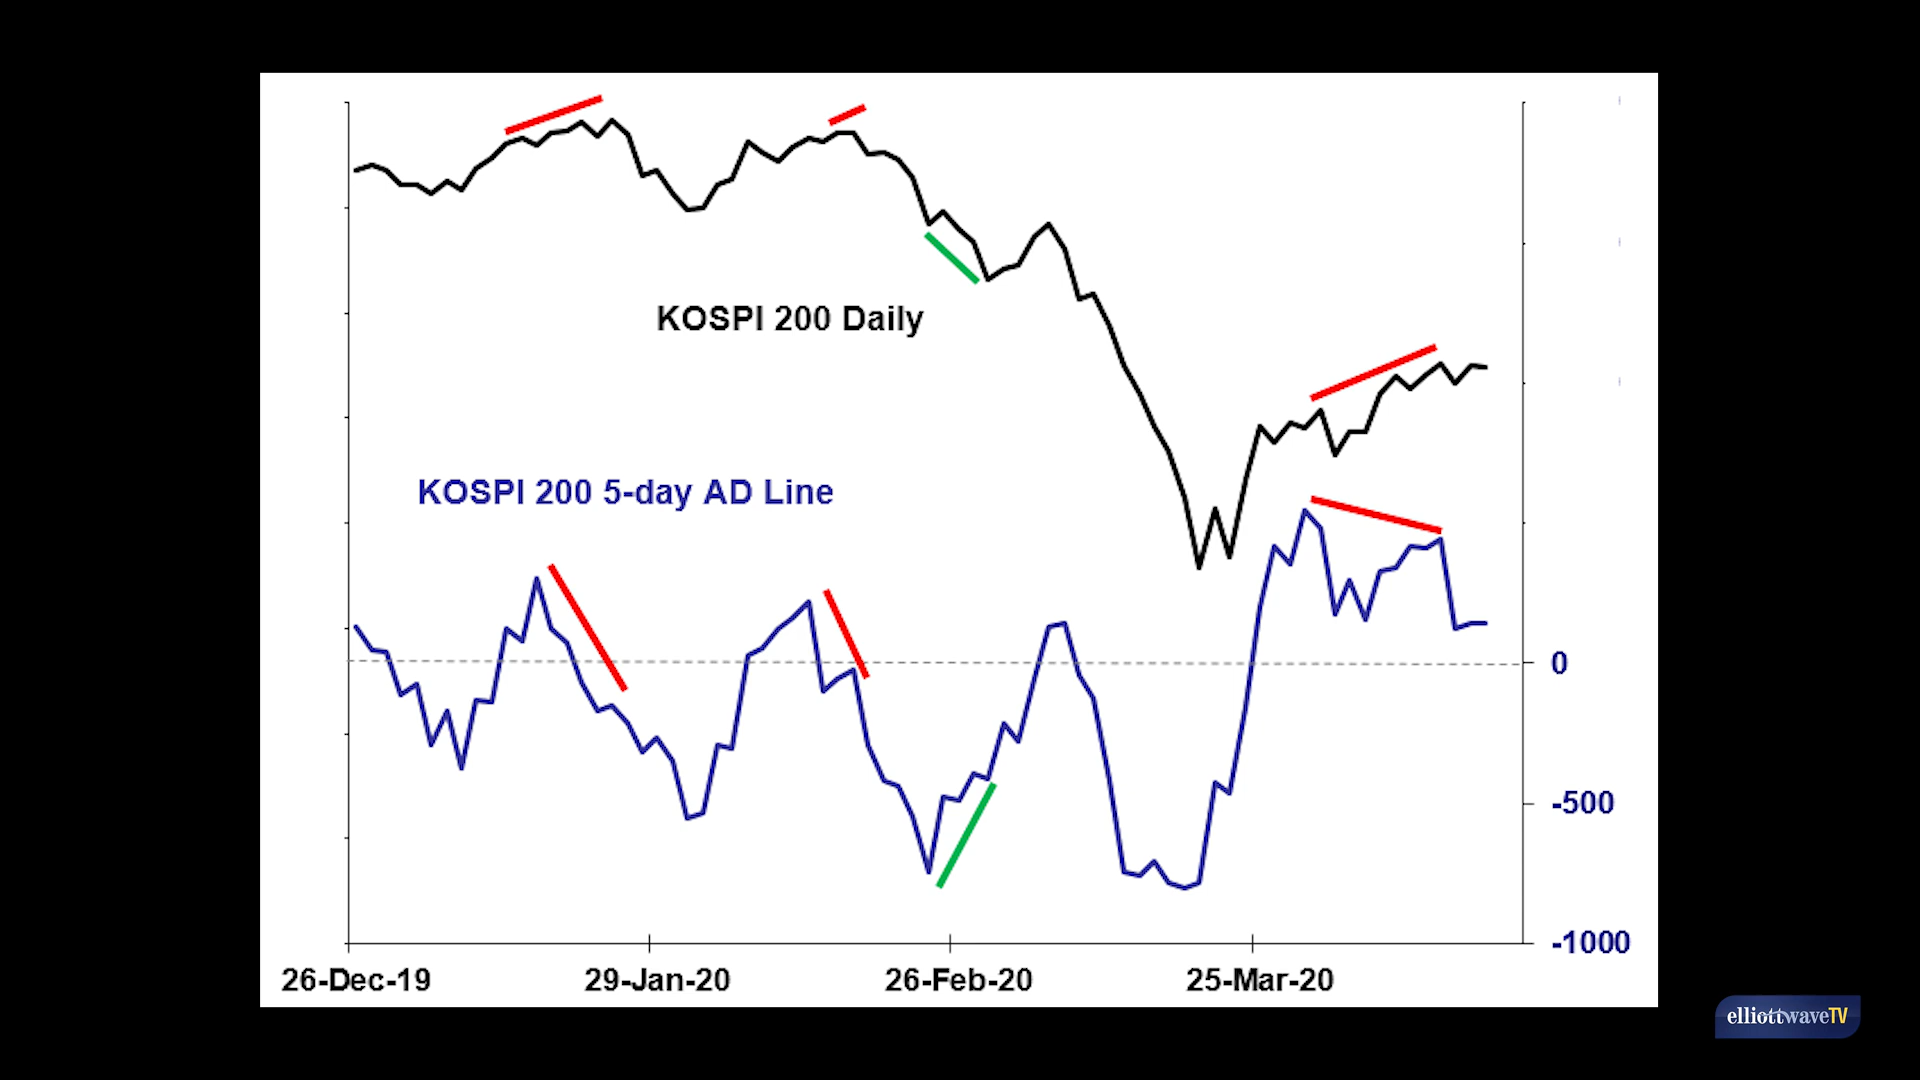 KOSPI 200 Daily
KOSPI 200 5-day AD Line
0
-500
-1000
26-Dec-19
29-Jan-20
26-Feb-20
25-Mar-20
elliottwaveTV